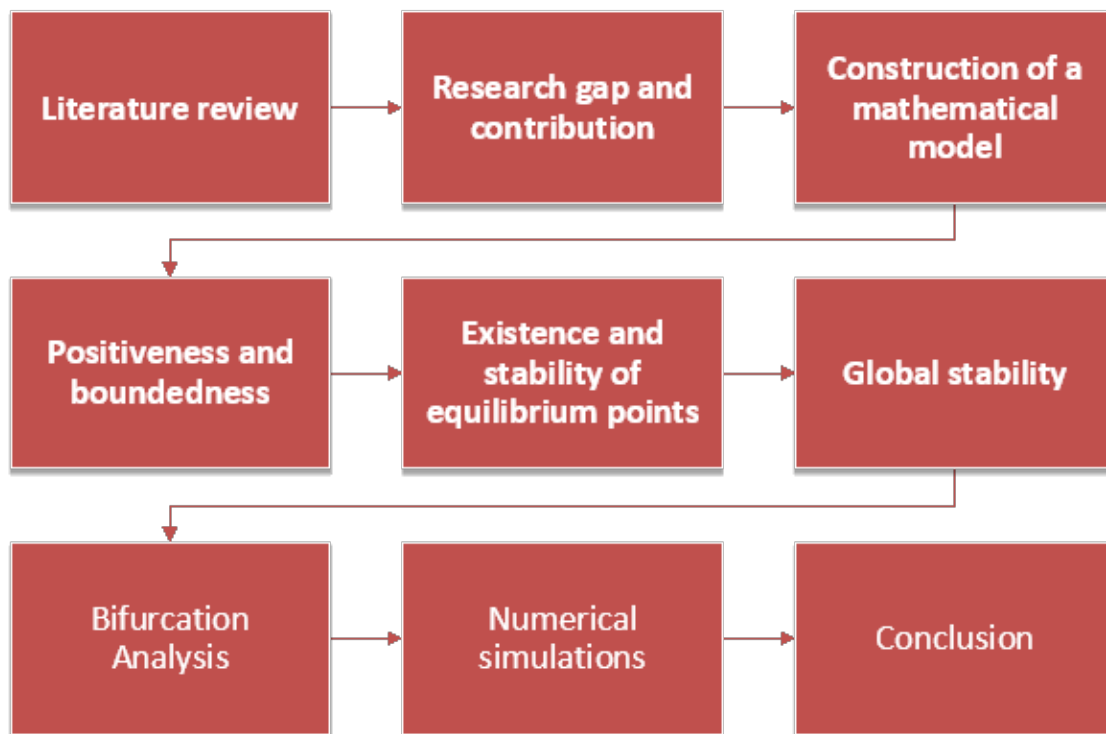 Literature review
Research gap and
contribution
Construction of a
mathematical
model
Positiveness and
boundedness
Existence and
stability of
equilibrium points
Global stability
Bifurcation
Analysis
Numerical
simulations
Conclusion